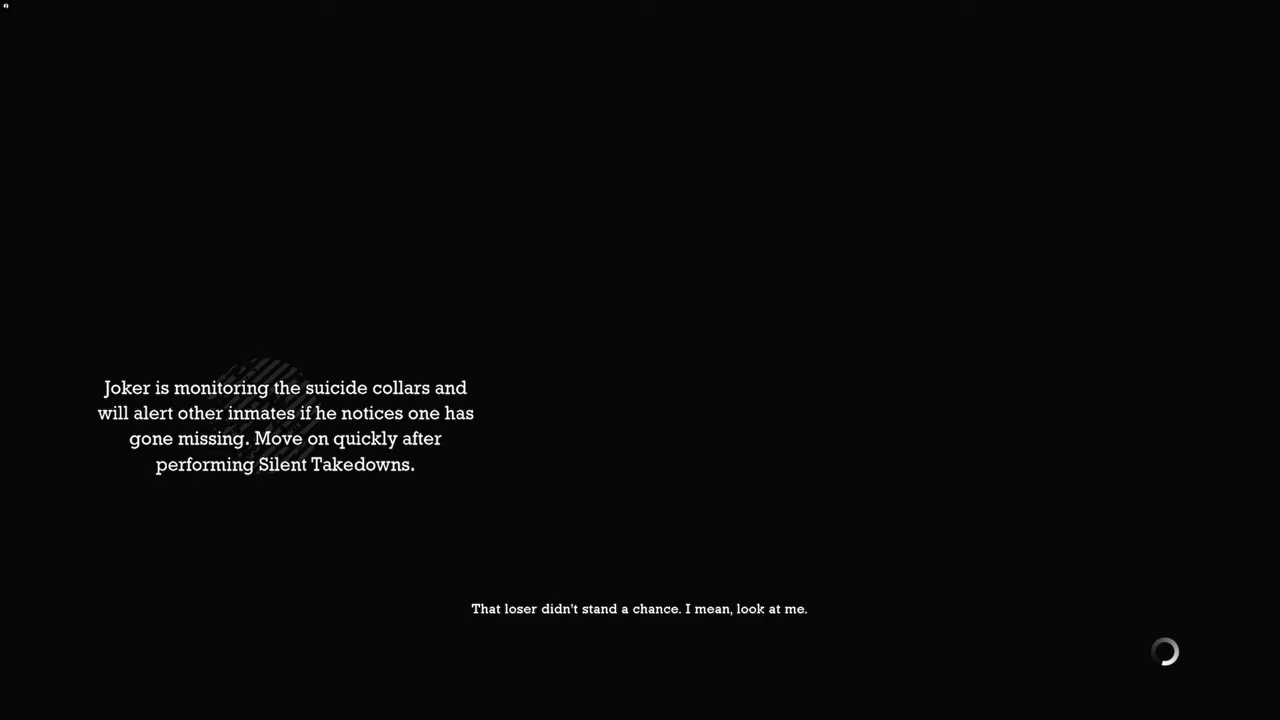 Joker is monitoring the suicide collars and
will alert other inmates if he notices one has
gone missing. Move on quickly after
performing Silent Takedowns.
That loser didn't stand a chance. I mean, look at me.